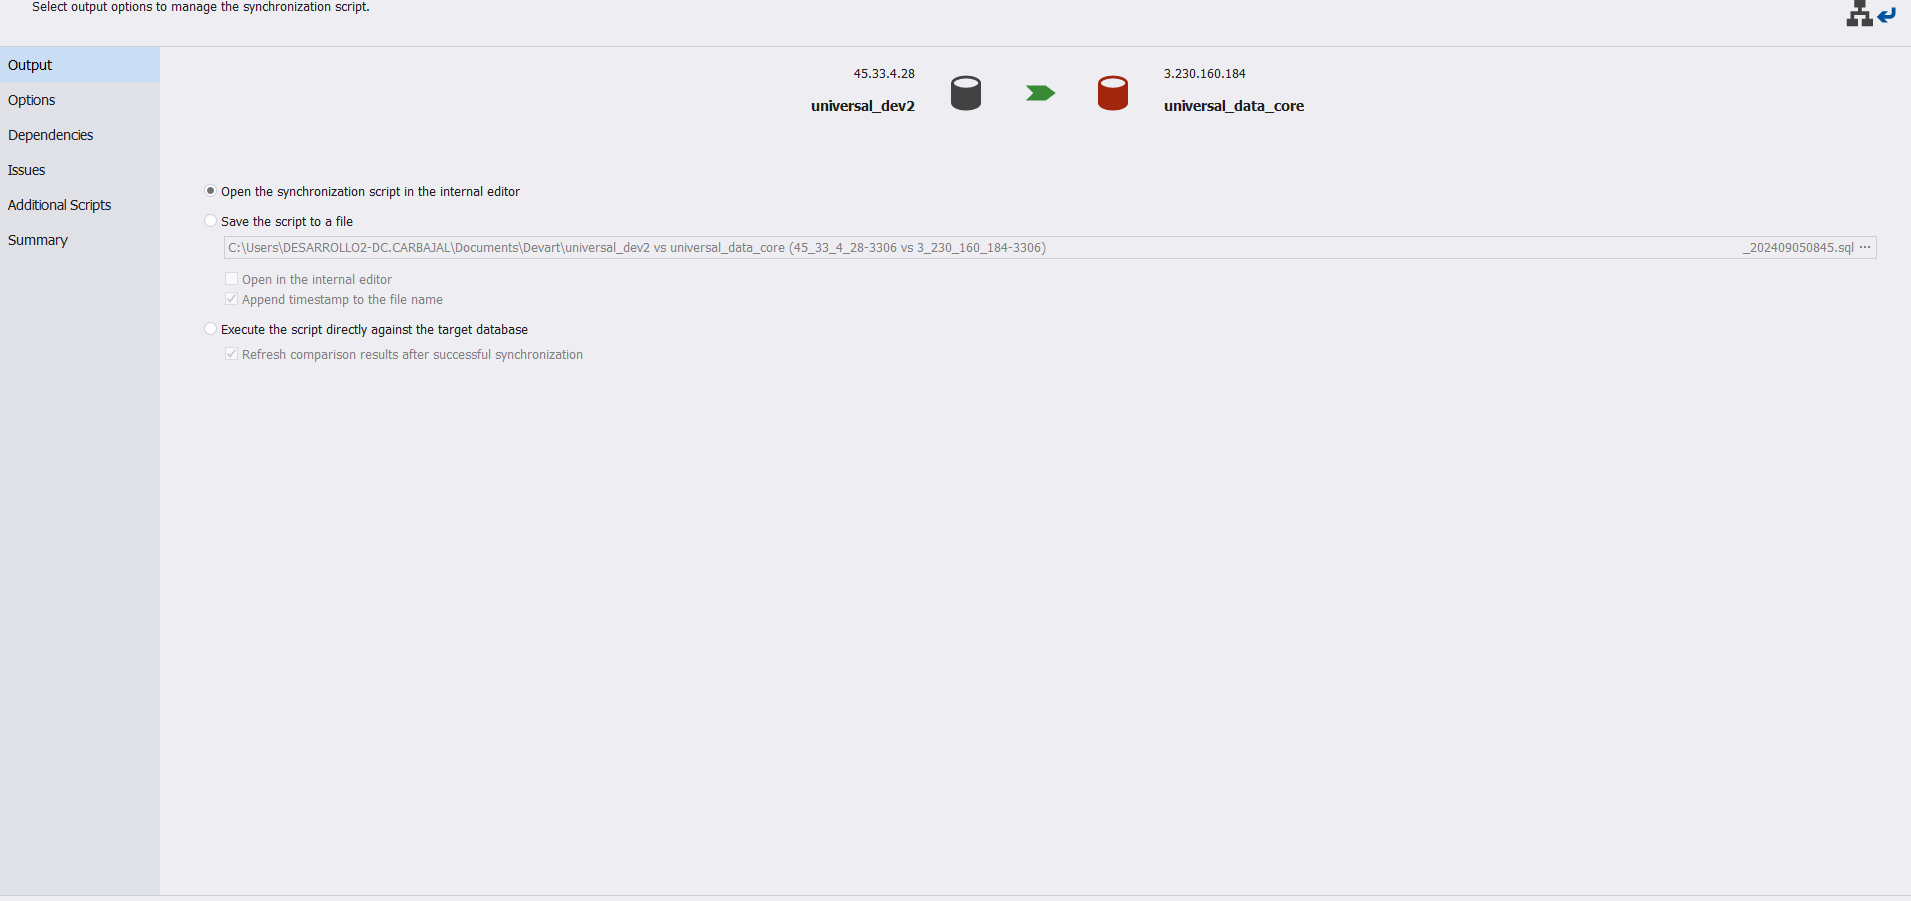 Select output options to manage the synchronization script.
Output
Options
Dependencies
Issues
Additional Scripts
Summary
45.33.4.28
universal_dev2
3.230.160.184
universal_data_core
Open the synchronization script in the internal editor
Save the script to a file
C:\Users\DESARROLLO2-DC.CARBAJAL\Documents\Devart\universal_dev2 vs universal_data_core (45_33_4_28-3306 vs 3_230_160_184-3306) _202409050845.sql ...
Open in the internal editor
Append timestamp to the file name
Execute the script directly against the target database
Refresh comparison results after successful synchronization